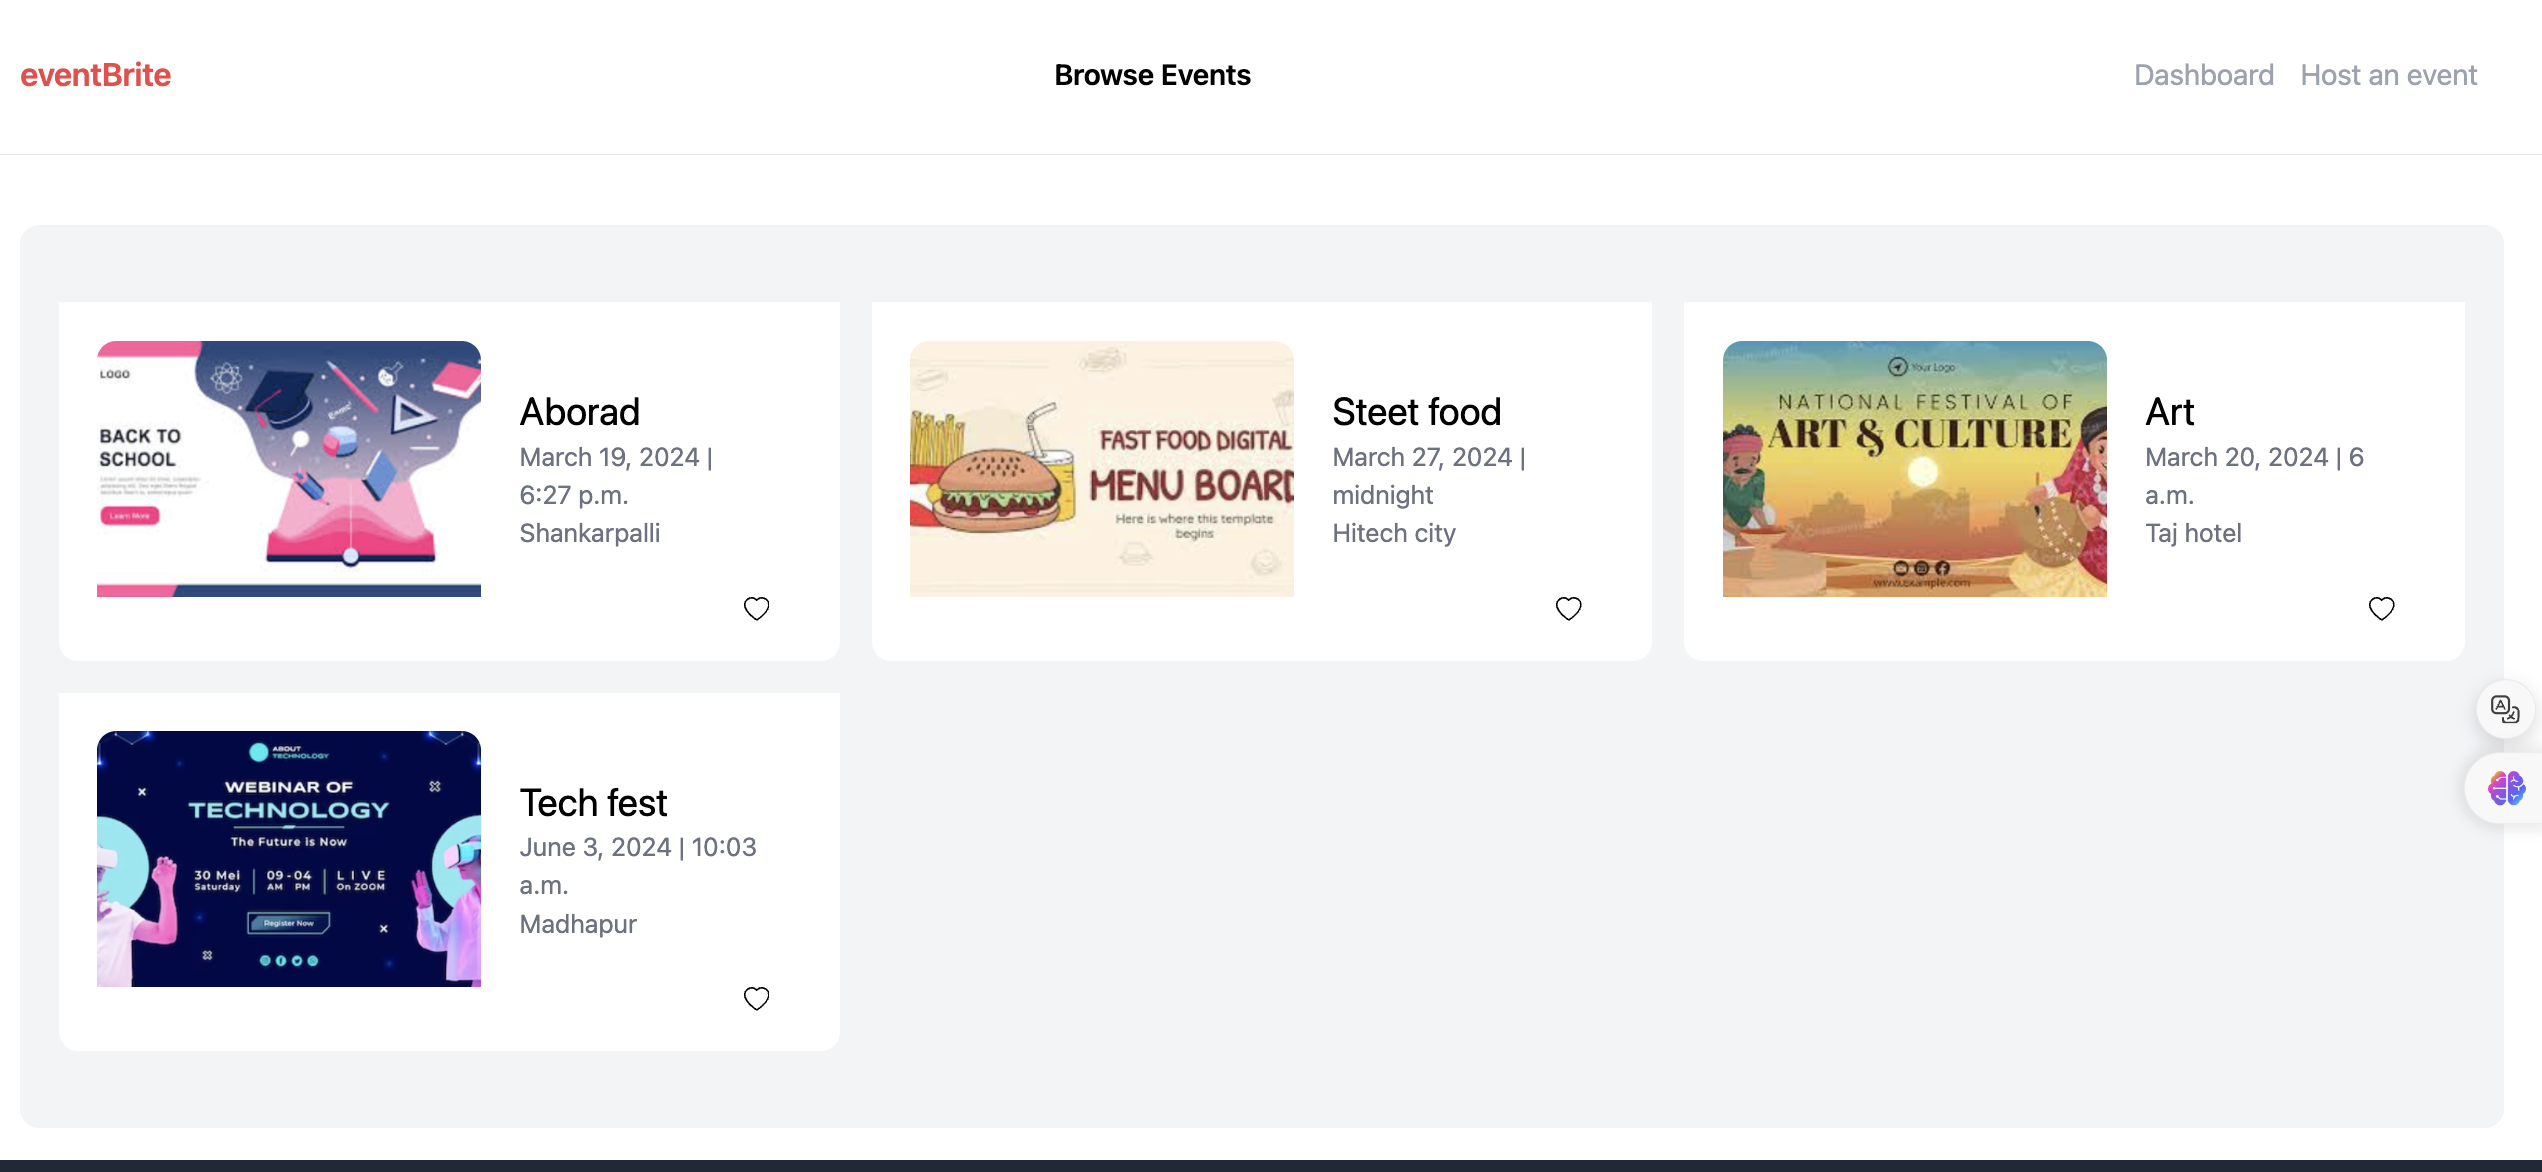 eventBrite
Browse Events
Dashboard
Host an event
LOGO
BACK TO
SCHOOL
Learn More
Aborad
March 19, 2024 |
6:27 p.m.
Shankarpalli
FAST FOOD DIGITAL
MENU BOARD
Here is where this template
begins
Steet food
March 27, 2024 |
midnight
Hitech city
Your Logo
NATIONAL FESTIVAL OF
ART & CULTURE
www.example.com
Art
March 20, 2024 | 6
a.m.
Taj hotel
ABOUT
TECHNOLOGY
WEBINAR OF
TECHNOLOGY
The Future is Now
30 Mei
Saturday
09-04
AM PM
LIVE
On ZOOM
Register Now
Tech fest
June 3, 2024 | 10:03
a.m.
Madhapur